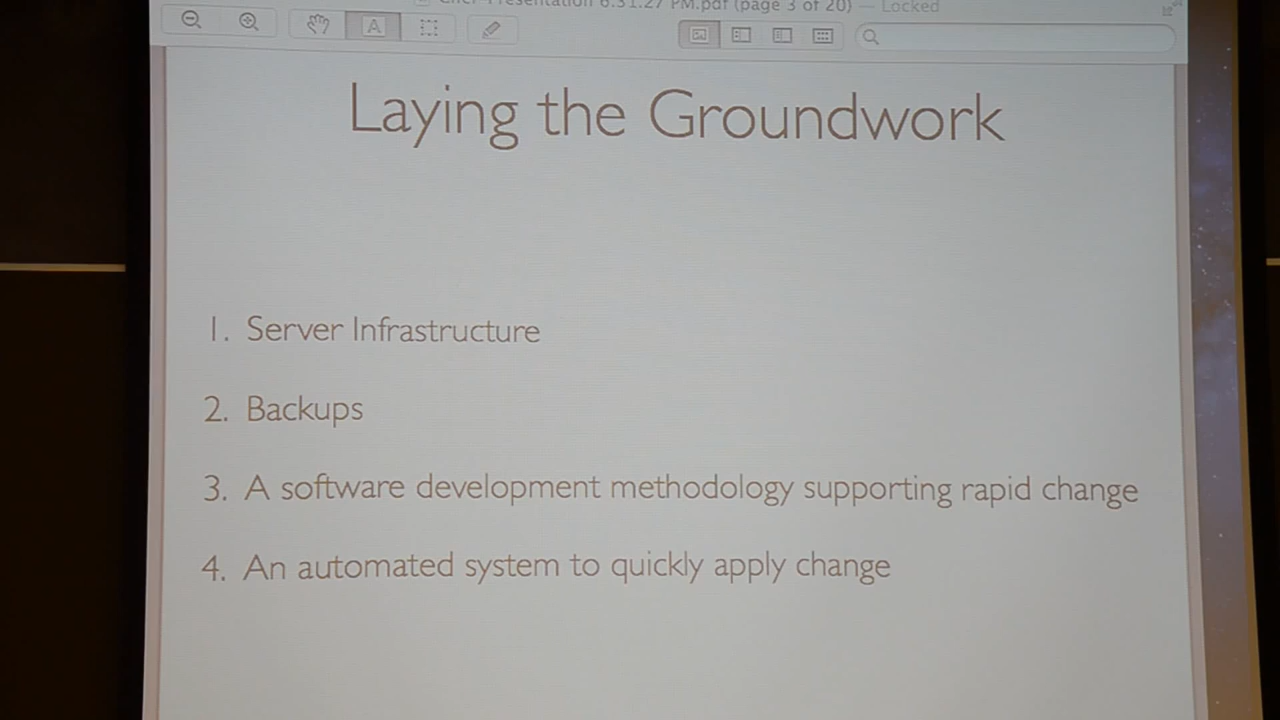 Presentation 6.31.27 PM.pdf (page 3 of 20) — Locked
A
Laying the Groundwork
1. Server Infrastructure
2. Backups
3. A software development methodology supporting rapid change
4. An automated system to quickly apply change